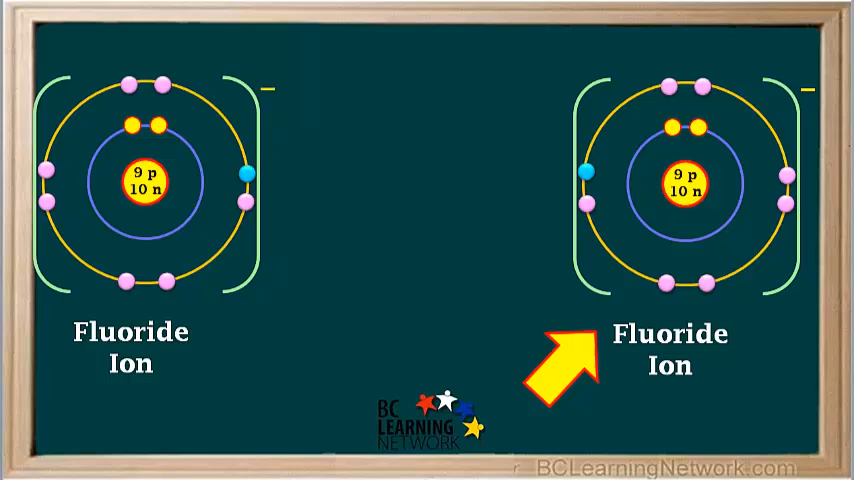 9 p
10 n
Fluoride
Ion
–
9 p
10 n
Fluoride
Ion
–
BC
LEARNING
NETWORK
r BCLearningNetwork.com